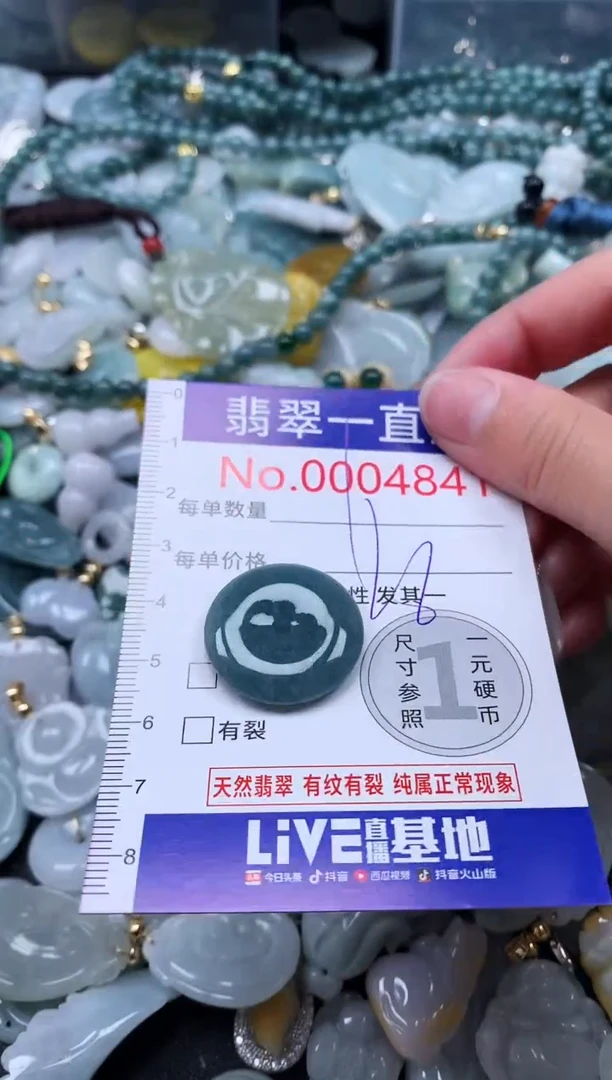 0
翡翠一直
1
No.0004841
2
每单数量
3
每单价格
性发其一
4
尺寸参照
1
一元硬币
5
有裂
6
天然翡翠 有纹有裂 纯属正常现象
7
LiVE直播基地
8
今日头条 抖音 西瓜视频 抖音火山版